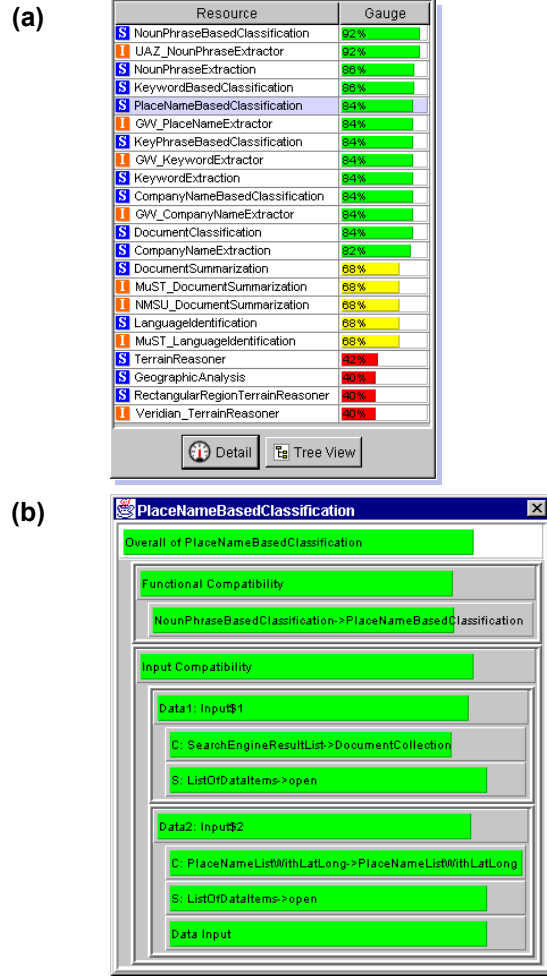 (a)
Resource Gauge
S NounPhraseBasedClassification 92%
I UAZ_NounPhraseExtractor 92%
S NounPhraseExtraction 86%
S KeywordBasedClassification 86%
S PlaceNameBasedClassification 84%
I GW_PlaceNameExtractor 84%
S KeyPhraseBasedClassification 84%
I GW_KeywordExtractor 84%
S KeywordExtraction 84%
S CompanyNameBasedClassification 84%
I GW_CompanyNameExtractor 84%
S DocumentClassification 84%
S CompanyNameExtraction 82%
S DocumentSummarization 68%
I MuST_DocumentSummarization 68%
I NMSU_DocumentSummarization 68%
S LanguageIdentification 68%
I MuST_LanguageIdentification 68%
S TerrainReasoner 42%
S GeographicAnalysis 40%
S RectangularRegionTerrainReasoner 40%
I Veridian_TerrainReasoner 40%
Detail Tree View
(b)
PlaceNameBasedClassification
Overall of PlaceNameBasedClassification
Functional Compatibility
NounPhraseBasedClassification->PlaceNameBasedClassification
Input Compatibility
Data1: Input$1
C: SearchEngineResultList->DocumentCollection
S: ListOfDataItems->open
Data2: Input$2
C: PlaceNameListWithLatLong->PlaceNameListWithLatLong
S: ListOfDataItems->open
Data Input